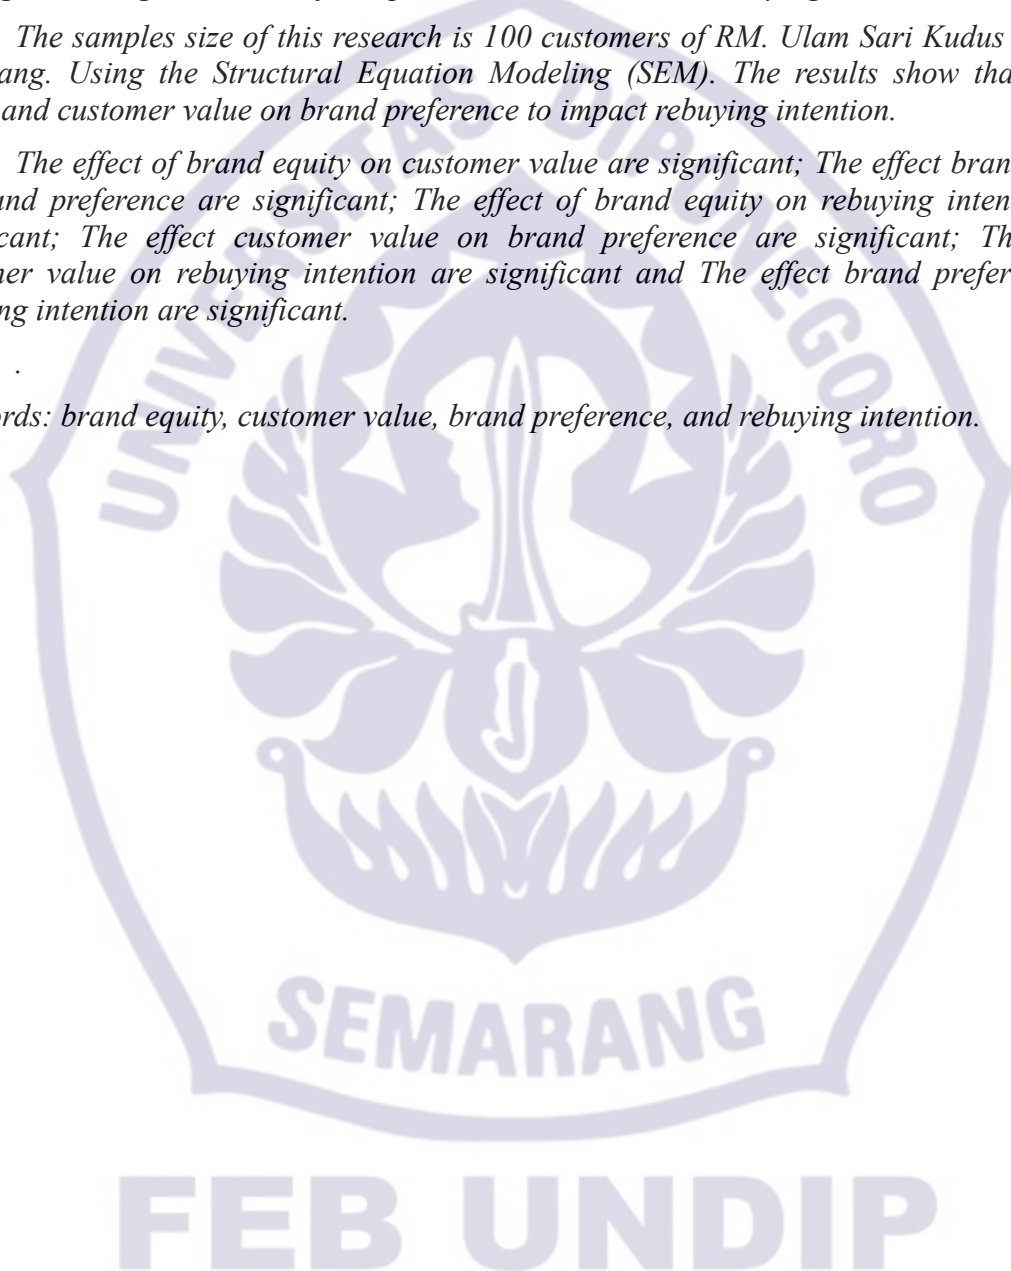 The samples size of this research is 100 customers of RM. Ulam Sari Kudus
ang. Using the Structural Equation Modeling (SEM). The results show tha
and customer value on brand preference to impact rebuying intention.
The effect of brand equity on customer value are significant; The effect bran
and preference are significant; The effect of brand equity on rebuying inten
cant; The effect customer value on brand preference are significant; Th
ner value on rebuying intention are significant and The effect brand prefer
ng intention are significant.
.
ords: brand equity, customer value, brand preference, and rebuying intention.
UNIVERSITAS DIPONEGORO
SEMARANG
FEB UNDIP